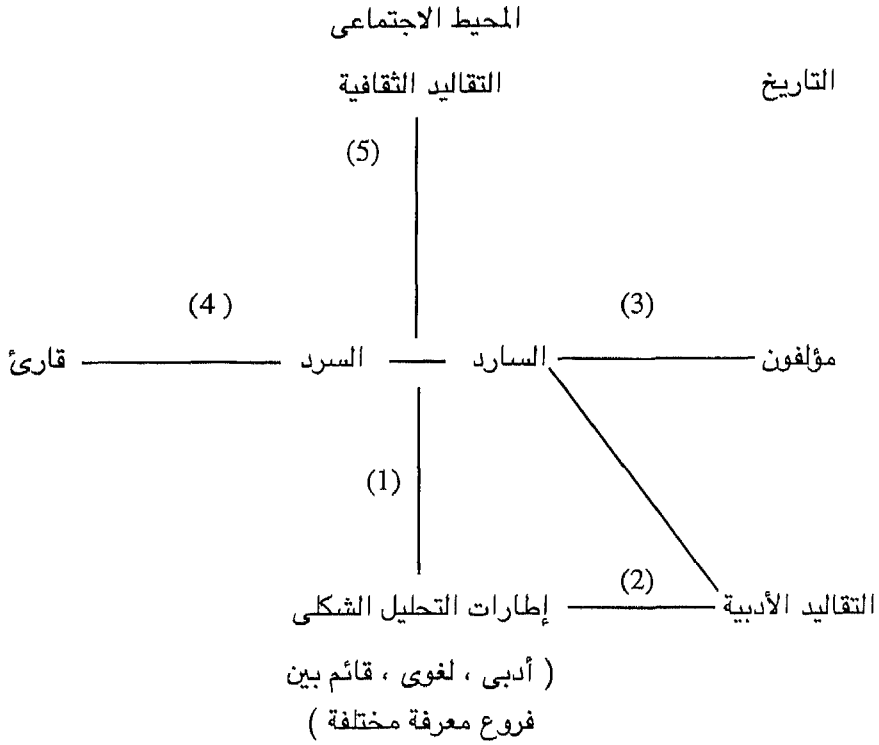 المحيط الاجتماعى
التاريخ
التقاليد الثقافية
(5)
(3)
(4 )
مؤلفون
السارد
السرد
قارئ
(1)
(2)
التقاليد الأدبية
إطارات التحليل الشكلى
( أدبى ، لغوى ، قائم بين
فروع معرفة مختلفة )